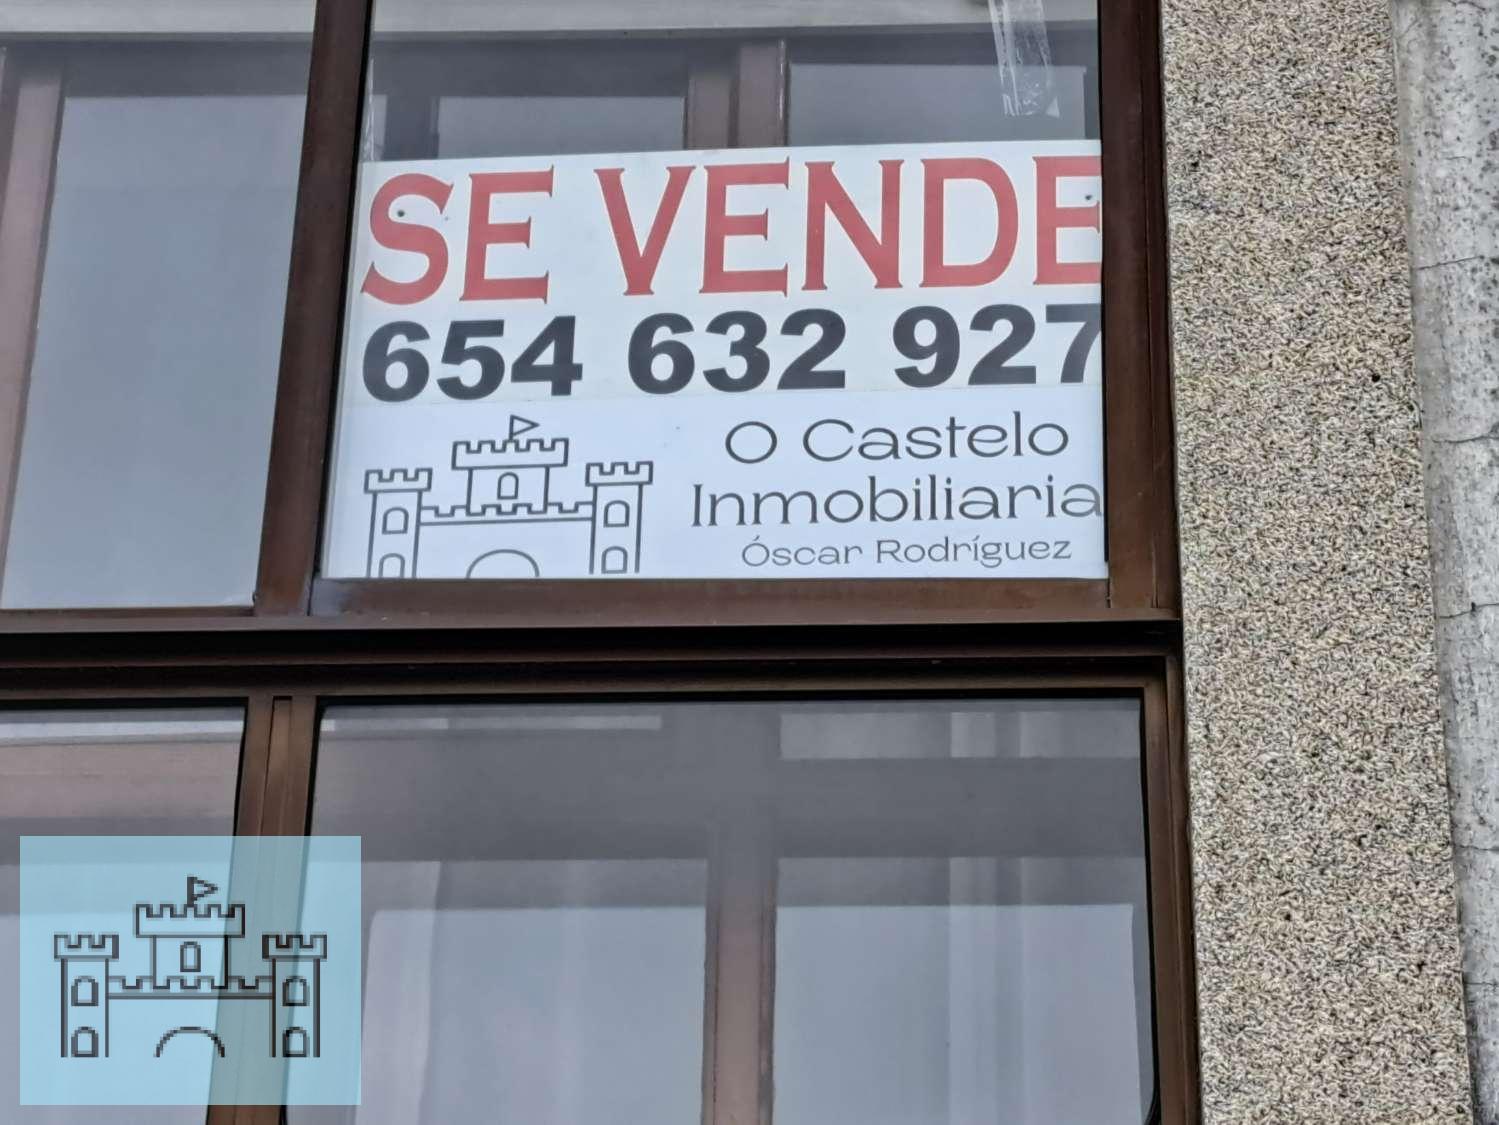 SE VENDE
654 632 927
O Castelo
Inmobiliaria
Óscar Rodríguez